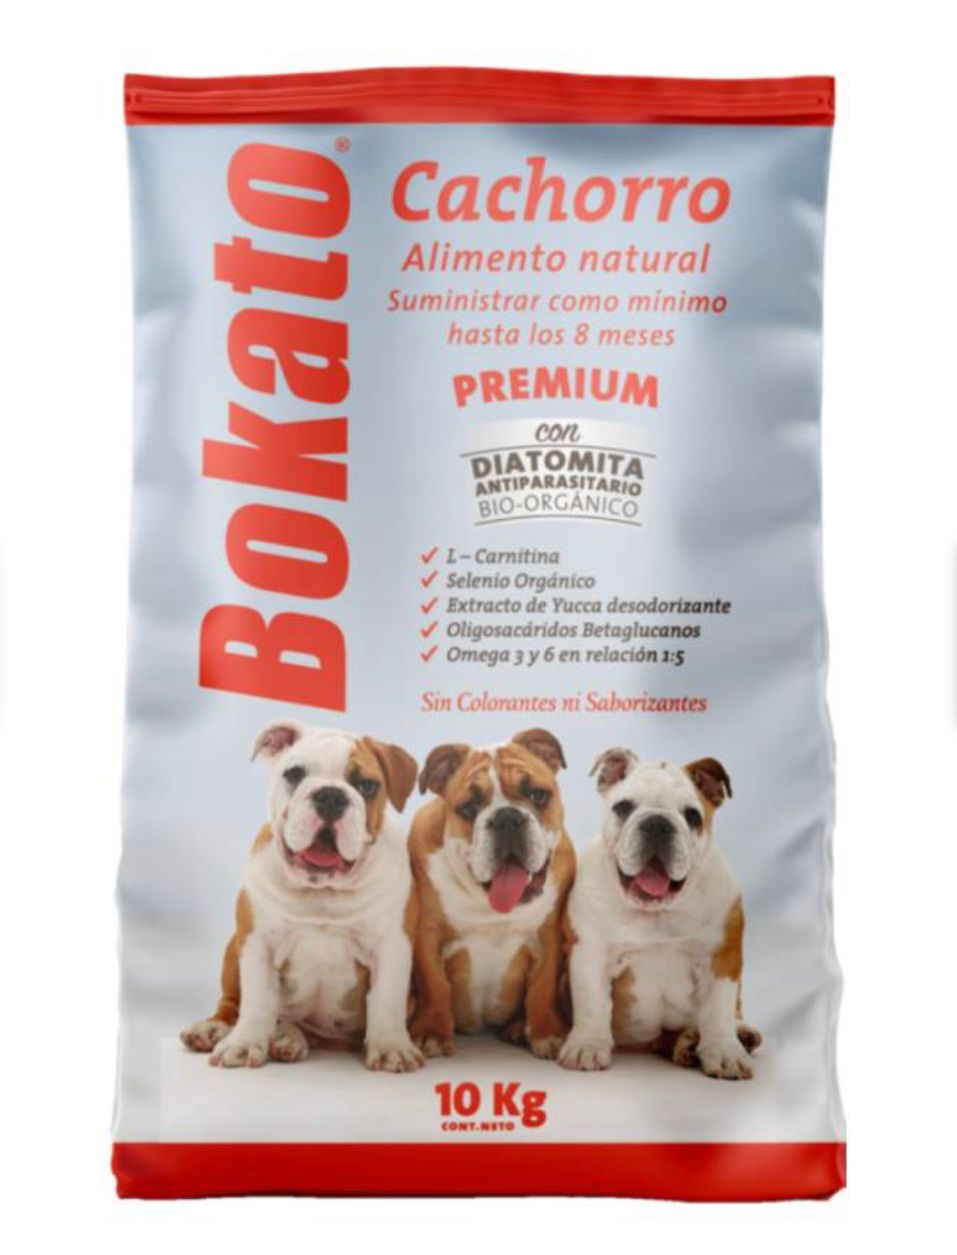 Bokato®
Cachorro
Alimento natural
Suministrar como mínimo
hasta los 8 meses
PREMIUM
con
DIATOMITA
ANTIPARASITARIO
BIO-ORGÁNICO
✓ L-Carnitina
✓ Selenio Orgánico
✓ Extracto de Yucca desodorizante
✓ Oligosacáridos Betaglucanos
✓ Omega 3 y 6 en relación 1:5
Sin Colorantes ni Saborizantes
10 Kg
CONT.NETO